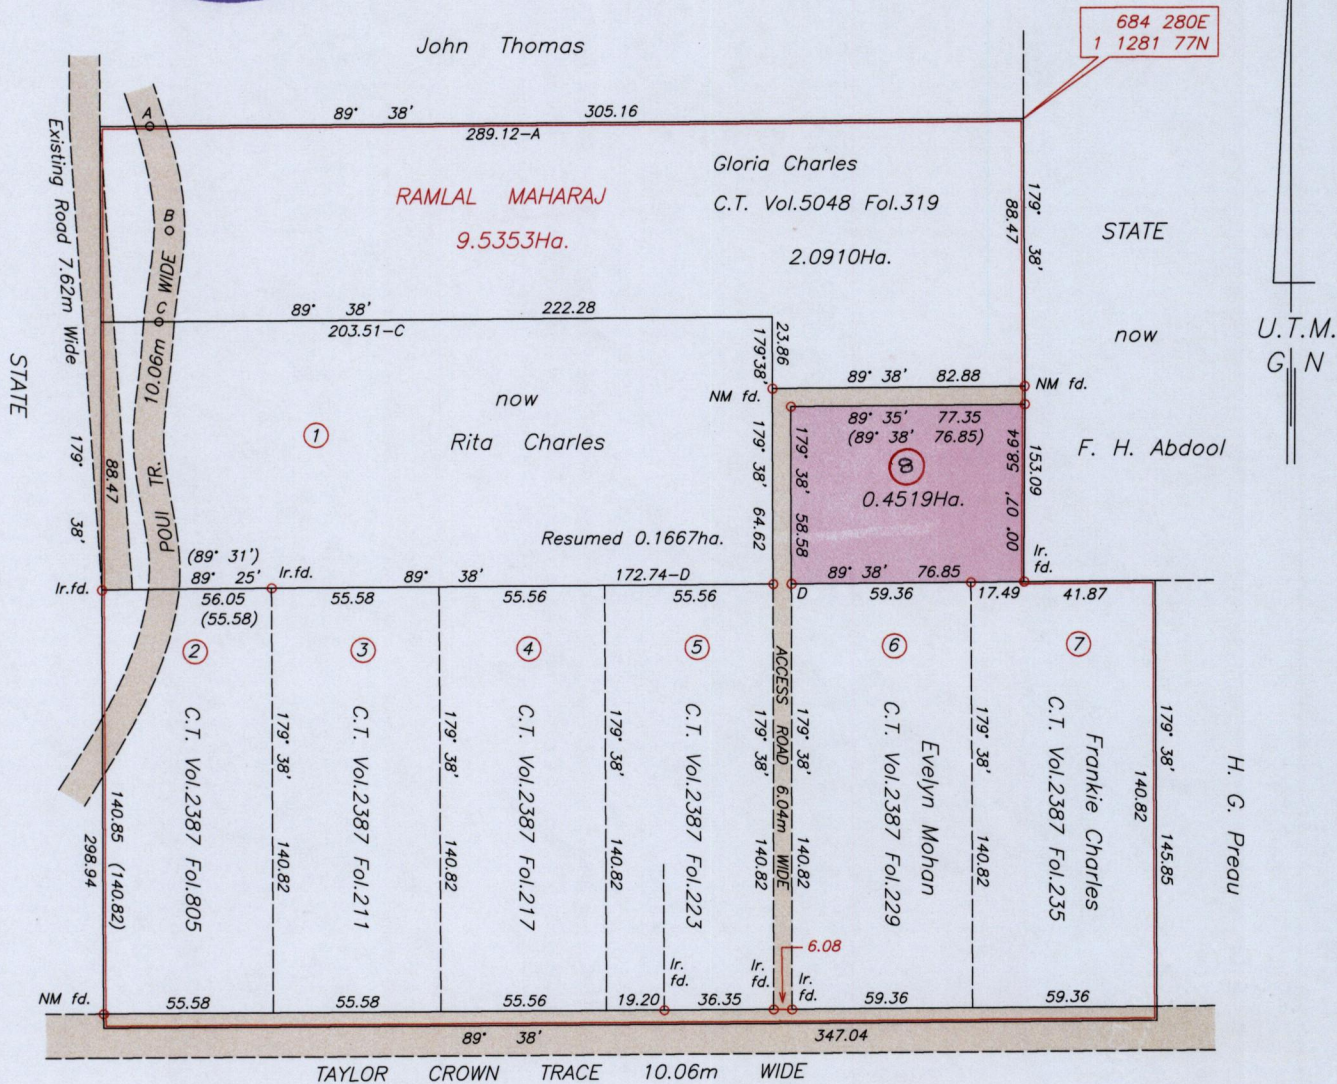 684 280E
1 1281 77N
John Thomas
89° 38' 305.16
289.12-A
A
Existing Road 7.62m Wide
RAMLAL MAHARAJ
9.5353Ha.
Gloria Charles
C.T. Vol.5048 Fol.319
2.0910Ha.
179° 38'
88.47
STATE
now
F. H. Abdool
U.T.M.
G N
B
POUI TR. 10.06m WIDE
C
89° 38' 222.28
203.51-C
23.86
179°38'
NM fd.
89° 38' 82.88
NM fd.
STATE
179° 38'
88.47
1
now
Rita Charles
Resumed 0.1667ha.
179° 38' 64.62
89° 35' 77.35
(89° 38' 76.85)
8
0.4519Ha.
179° 38' 58.58
00° 07' 58.64
153.09
Ir.
fd.
89° 38' 76.85
(89° 31')
89° 25'
Ir.fd.
Ir.fd.
89° 38' 172.74-D
D
56.05
(55.58)
55.58
55.56
55.56
59.36
17.49
41.87
2
3
4
5
6
7
C.T. Vol.2387 Fol.805
179° 38' 140.82
C.T. Vol.2387 Fol.211
179° 38' 140.82
C.T. Vol.2387 Fol.217
179° 38' 140.82
C.T. Vol.2387 Fol.223
179° 38' 140.82
ACCESS ROAD 6.04m WIDE
179° 38' 140.82
Evelyn Mohan
C.T. Vol.2387 Fol.229
179° 38' 140.82
Frankie Charles
C.T. Vol.2387 Fol.235
140.82
179° 38' 145.85
H. G. Preau
140.85 (140.82)
298.94
6.08
NM fd.
Ir.
fd.
Ir.
fd.
Ir.
fd.
55.58
55.58
55.56
19.20
36.35
59.36
59.36
89° 38' 347.04
TAYLOR CROWN TRACE 10.06m WIDE